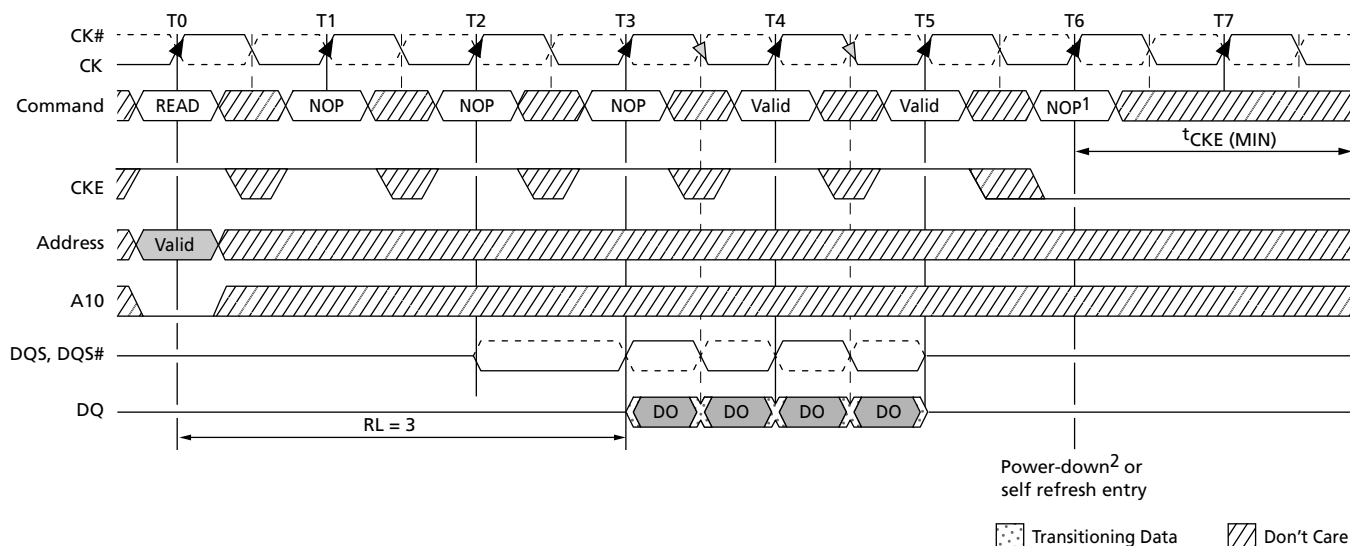 T0 T1 T2 T3 T4 T5 T6 T7
CK#
CK
Command READ NOP NOP NOP Valid Valid NOP1
tCKE (MIN)
CKE
Address Valid
A10
DQS, DQS#
DQ DO DO DO DO
RL = 3
Power-down2 or
self refresh entry
Transitioning Data Don't Care